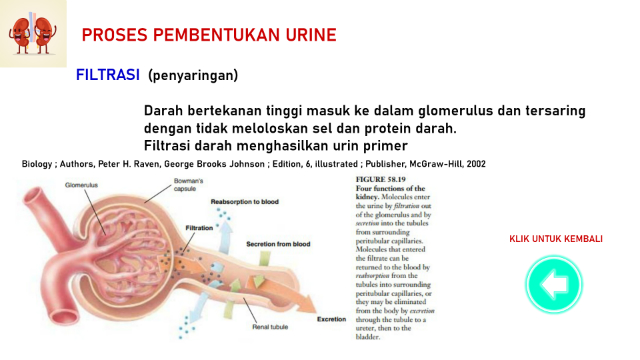 PROSES PEMBENTUKAN URINE
FILTRASI (penyaringan)
Darah bertekanan tinggi masuk ke dalam glomerulus dan tersaring
dengan tidak meloloskan sel dan protein darah.
Filtrasi darah menghasilkan urin primer
Biology ; Authors, Peter H. Raven, George Brooks Johnson ; Edition, 6, illustrated ; Publisher, McGraw-Hill, 2002
Glomerulus
Bowman's
capsule
Reabsorption to blood
Filtration
Secretion from blood
Excretion
Renal tubule
FIGURE 58.19
Four functions of the
kidney. Molecules enter
the urine by filtration out
of the glomerulus and by
secretion into the tubules
from surrounding
peritubular capillaries.
Molecules that entered
the filtrate can be
returned to the blood by
reabsorption from the
tubules into surrounding
peritubular capillaries, or
they may be eliminated
from the body by excretion
through the tubule to a
ureter, then to the
bladder.
KLIK UNTUK KEMBALI